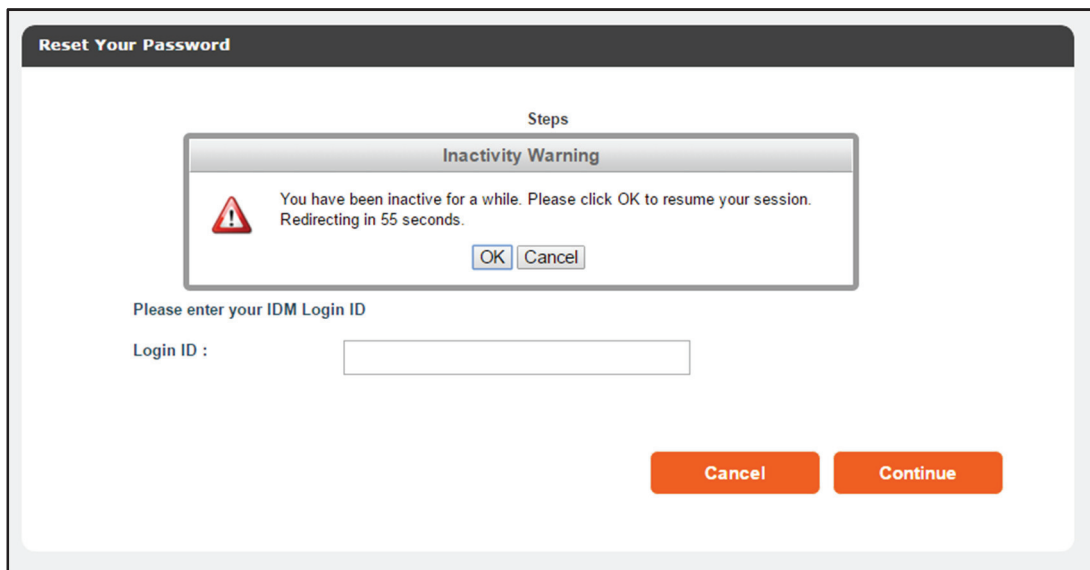 Reset Your Password
Steps
Inactivity Warning
You have been inactive for a while. Please click OK to resume your session.
Redirecting in 55 seconds.
OK Cancel
Please enter your IDM Login ID
Login ID :
Cancel Continue